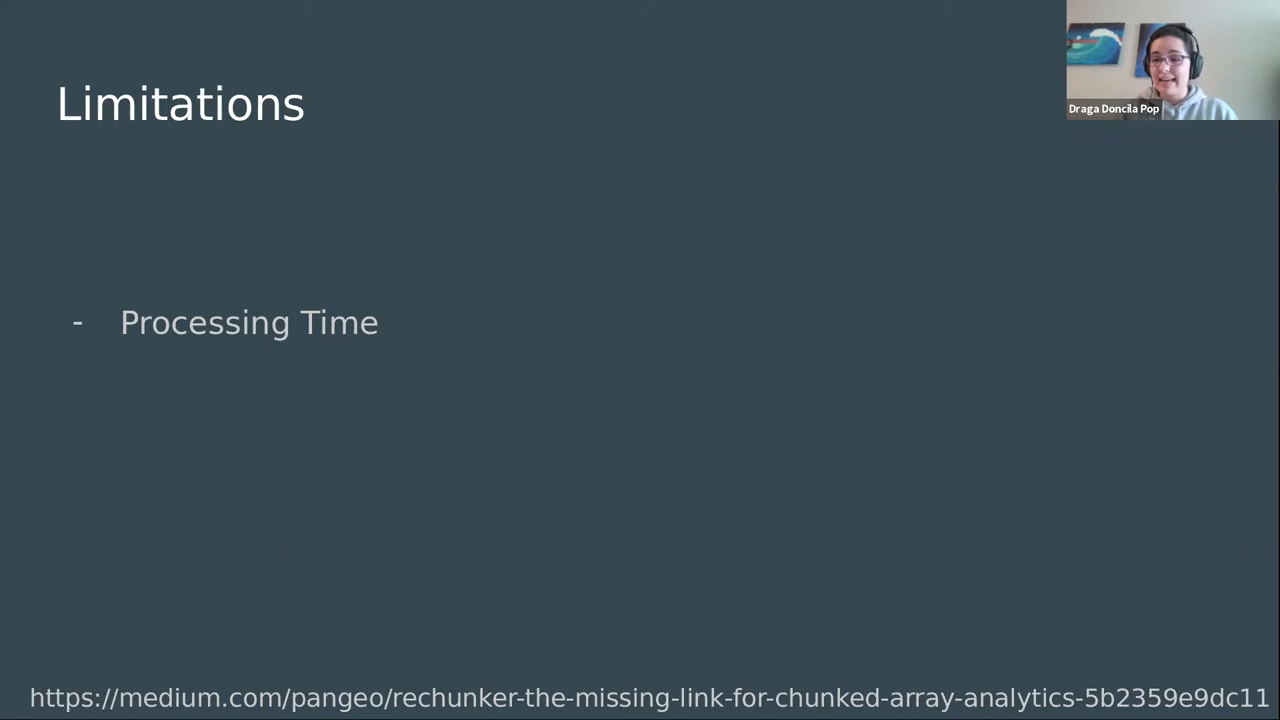 Limitations
Draga Doncila Pop
- Processing Time
https://medium.com/pangeo/rechunker-the-missing-link-for-chunked-array-analytics-5b2359e9dc11